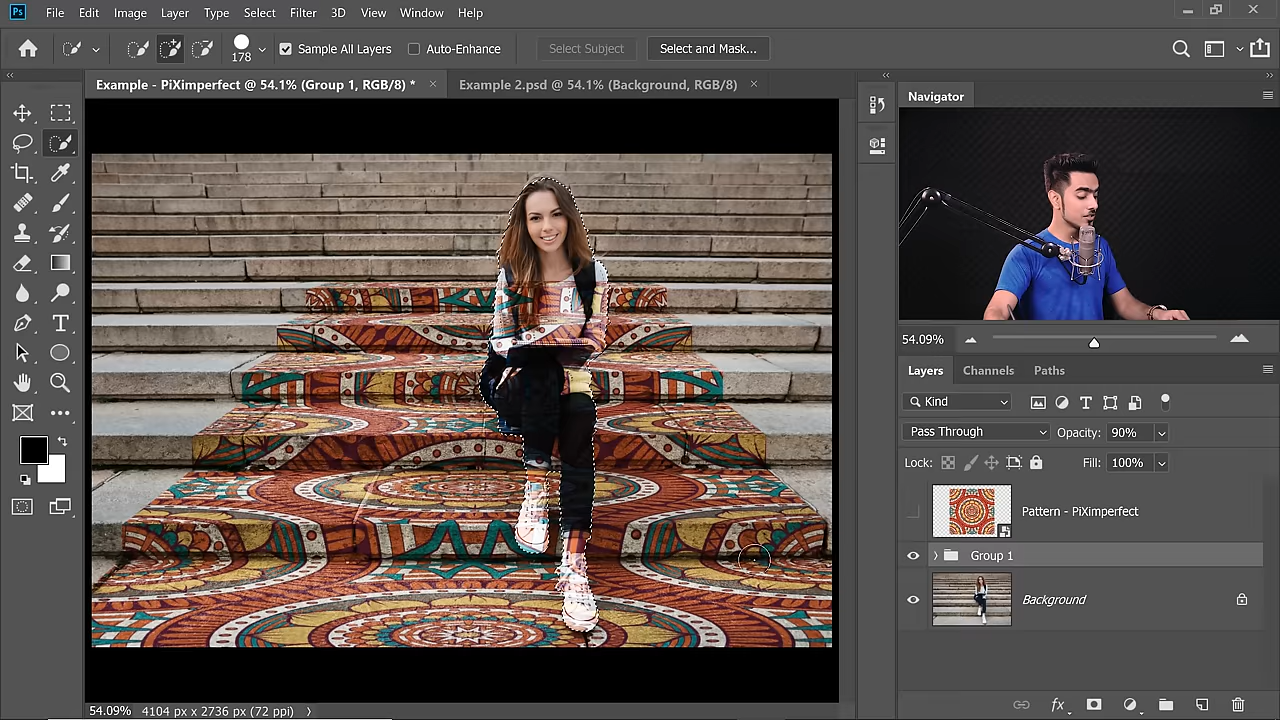 Ps File Edit Image Layer Type Select Filter 3D View Window Help
178 Sample All Layers Auto-Enhance Select Subject Select and Mask...
Example - PiXimperfect @ 54.1% (Group 1, RGB/8) * × Example 2.psd @ 54.1% (Background, RGB/8) ×
Navigator
54.09%
Layers Channels Paths
Kind
Pass Through Opacity: 90%
Lock: Fill: 100%
Pattern - PiXimperfect
Group 1
Background
54.09% 4104 px x 2736 px (72 ppi)
fx